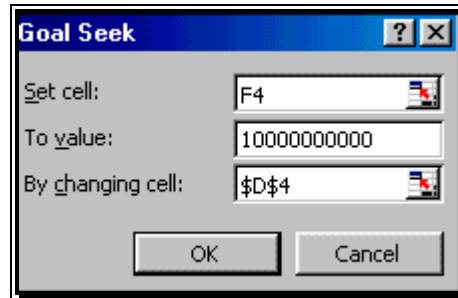 Goal Seek ? ×
Set cell: F4
To value: 10000000000
By changing cell: $D$4
OK Cancel